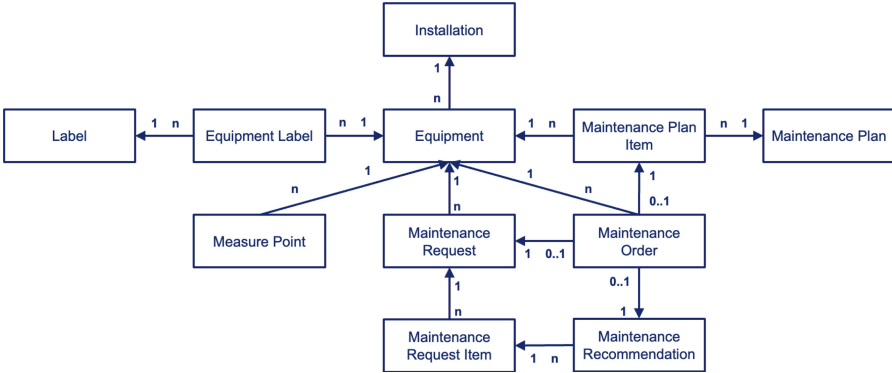 Installation
1
n
1 n
n 1
1 n
n 1
Label
Equipment Label
Equipment
Maintenance Plan
Item
Maintenance Plan
n
1
1
n
1
n
1
0..1
Measure Point
Maintenance
Request
1 0..1
Maintenance
Order
1
n
0..1
1
Maintenance
Request Item
1 n
Maintenance
Recommendation